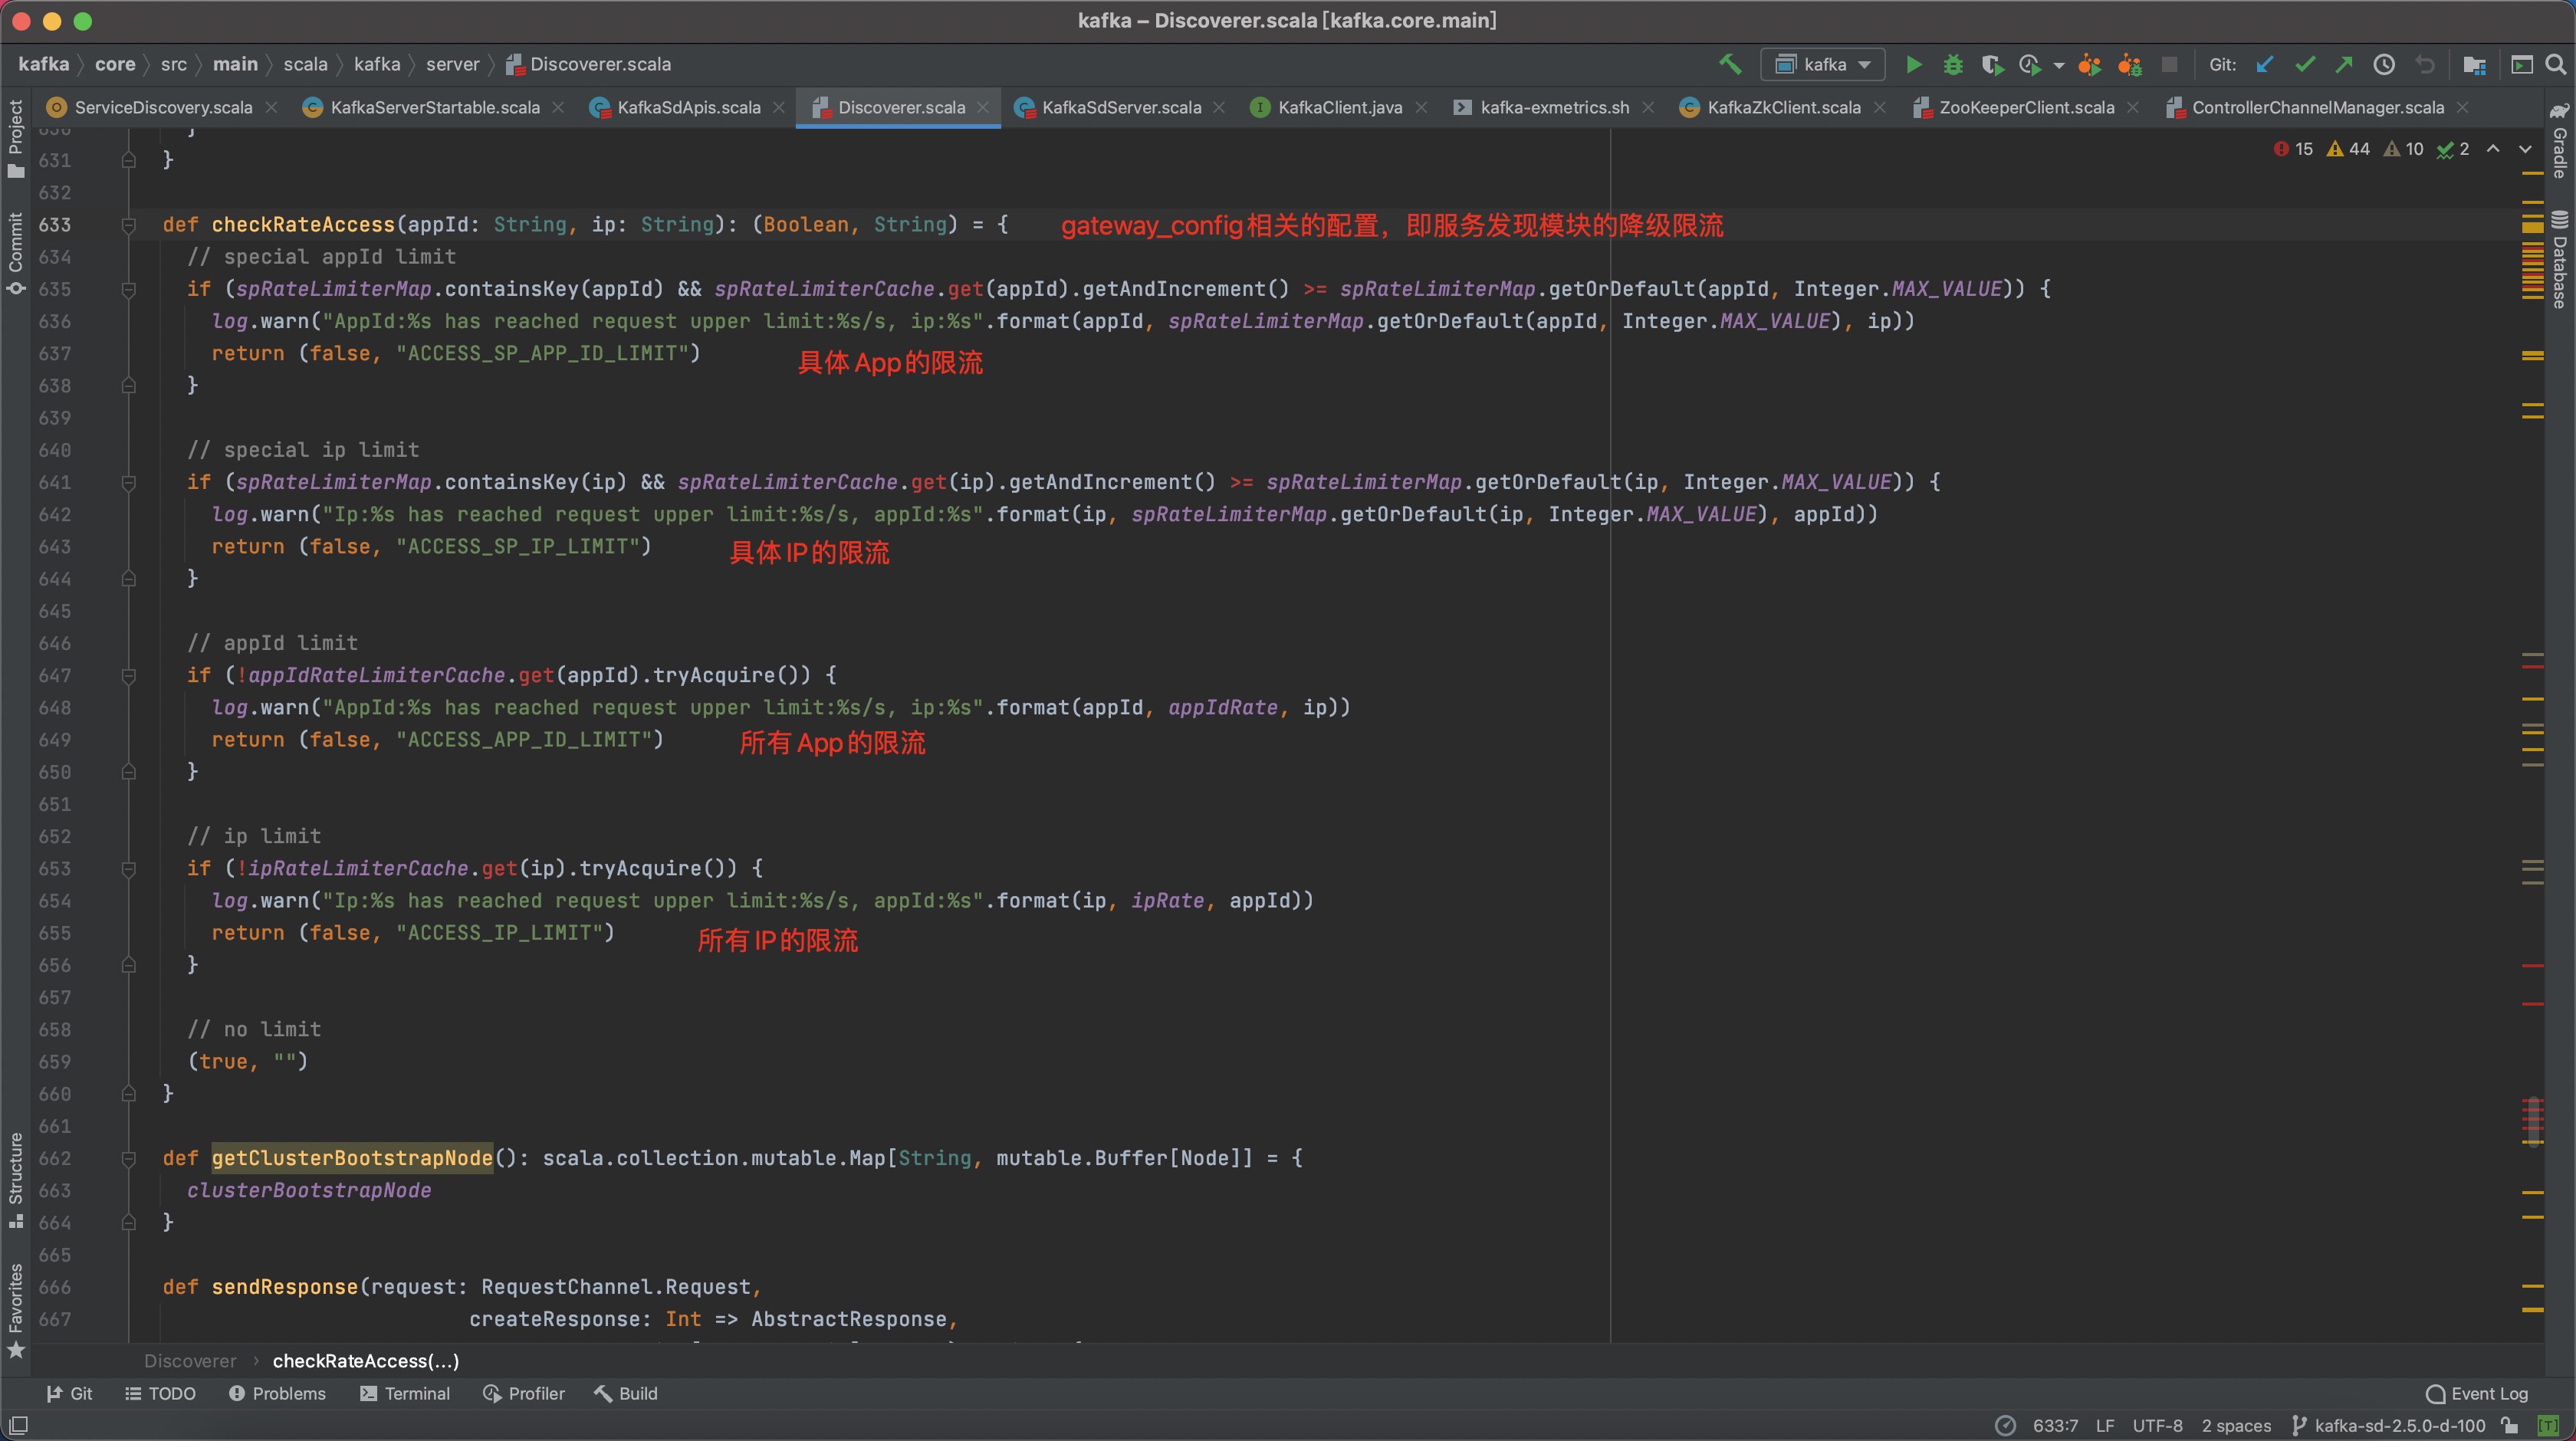 kafka – Discoverer.scala [kafka.core.main]
kafka core src main scala kafka server Discoverer.scala kafka Git:
ServiceDiscovery.scala KafkaServerStartable.scala KafkaSdApis.scala Discoverer.scala KafkaSdServer.scala KafkaClient.java kafka-exmetrics.sh KafkaZkClient.scala ZooKeeperClient.scala ControllerChannelManager.scala
Project
Commit
Structure
Favorites
Gradle
Database
15 44 10 2
630 }
631 }
632
633 def checkRateAccess(appId: String, ip: String): (Boolean, String) = { gateway_config相关的配置，即服务发现模块的降级限流
634 // special appId limit
635 if (spRateLimiterMap.containsKey(appId) && spRateLimiterCache.get(appId).getAndIncrement() >= spRateLimiterMap.getOrDefault(appId, Integer.MAX_VALUE)) {
636 log.warn("AppId:%s has reached request upper limit:%s/s, ip:%s".format(appId, spRateLimiterMap.getOrDefault(appId, Integer.MAX_VALUE), ip))
637 return (false, "ACCESS_SP_APP_ID_LIMIT") 具体App的限流
638 }
639
640 // special ip limit
641 if (spRateLimiterMap.containsKey(ip) && spRateLimiterCache.get(ip).getAndIncrement() >= spRateLimiterMap.getOrDefault(ip, Integer.MAX_VALUE)) {
642 log.warn("Ip:%s has reached request upper limit:%s/s, appId:%s".format(ip, spRateLimiterMap.getOrDefault(ip, Integer.MAX_VALUE), appId))
643 return (false, "ACCESS_SP_IP_LIMIT") 具体IP的限流
644 }
645
646 // appId limit
647 if (!appIdRateLimiterCache.get(appId).tryAcquire()) {
648 log.warn("AppId:%s has reached request upper limit:%s/s, ip:%s".format(appId, appIdRate, ip))
649 return (false, "ACCESS_APP_ID_LIMIT") 所有App的限流
650 }
651
652 // ip limit
653 if (!ipRateLimiterCache.get(ip).tryAcquire()) {
654 log.warn("Ip:%s has reached request upper limit:%s/s, appId:%s".format(ip, ipRate, appId))
655 return (false, "ACCESS_IP_LIMIT") 所有IP的限流
656 }
657
658 // no limit
659 (true, "")
660 }
661
662 def getClusterBootstrapNode(): scala.collection.mutable.Map[String, mutable.Buffer[Node]] = {
663 clusterBootstrapNode
664 }
665
666 def sendResponse(request: RequestChannel.Request,
667 createResponse: Int => AbstractResponse,
Discoverer checkRateAccess(...)
Git TODO Problems Terminal Profiler Build Event Log
633:7 LF UTF-8 2 spaces kafka-sd-2.5.0-d-100 [T]